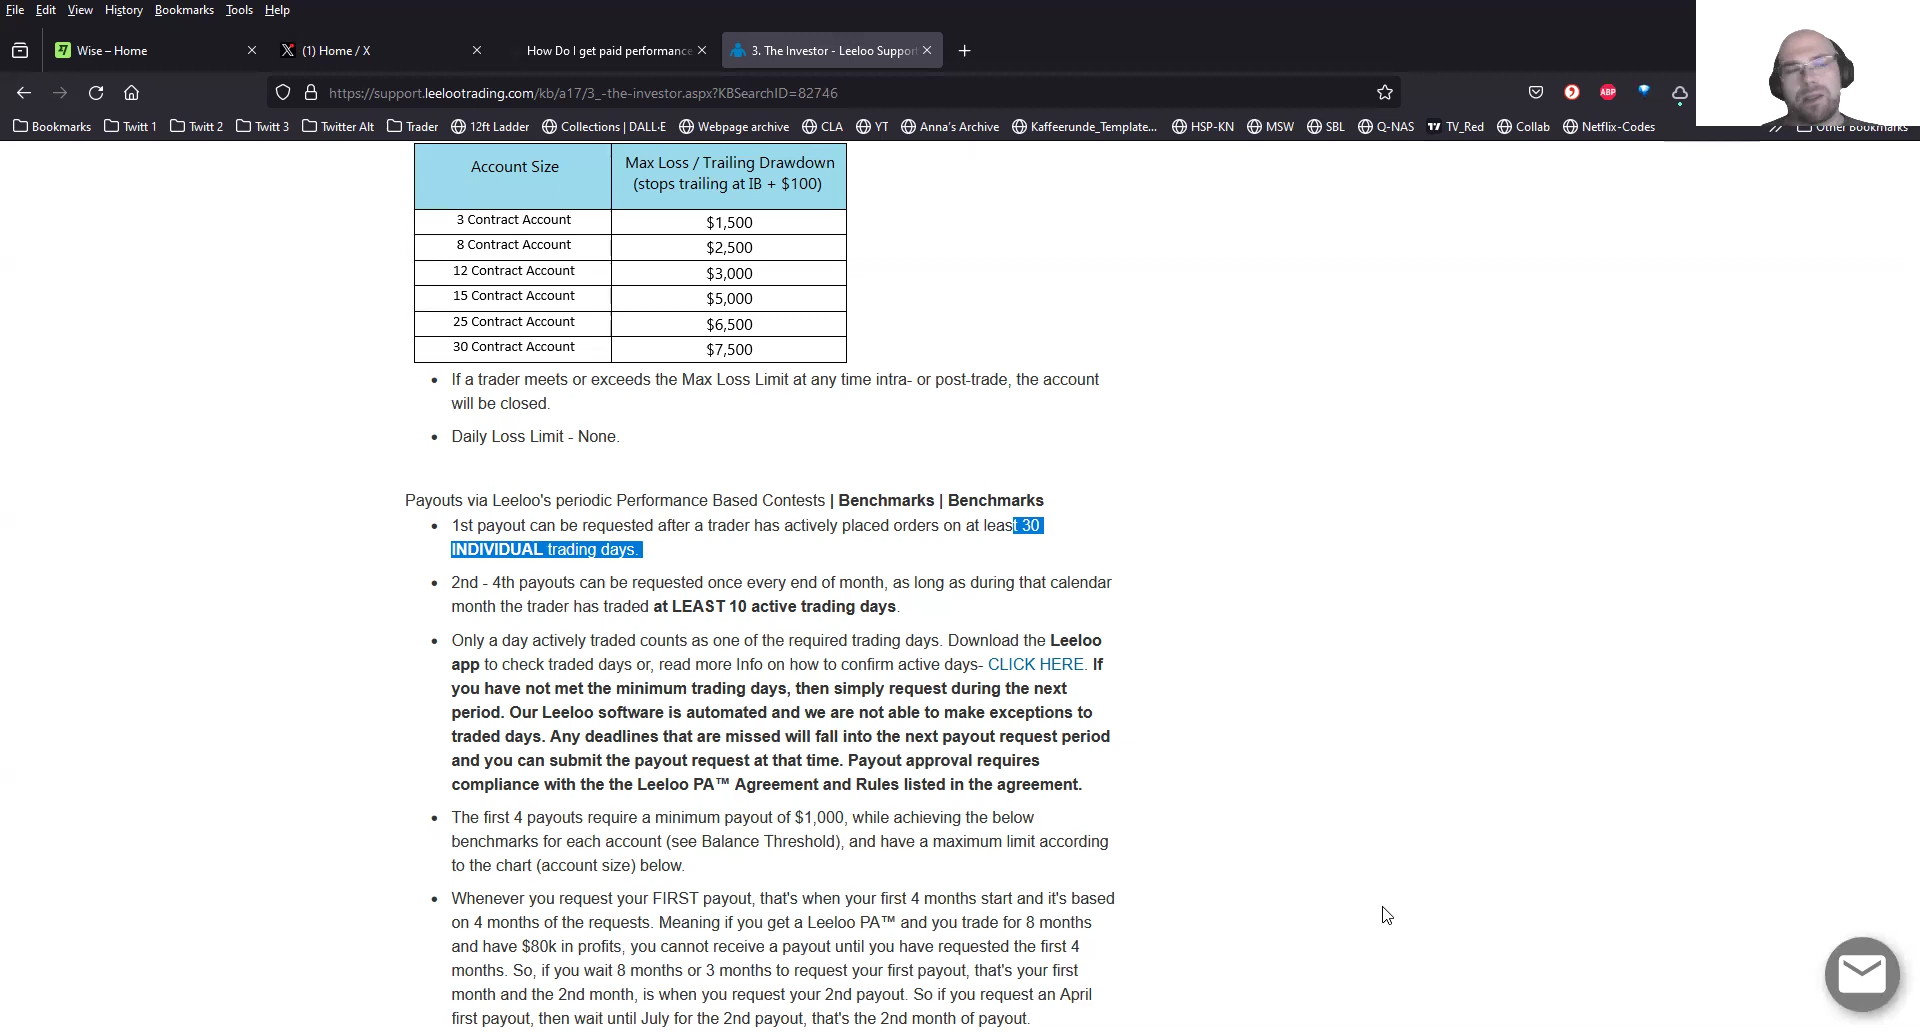 File Edit View History Bookmarks Tools Help
Wise – Home
(1) Home / X
How Do I get paid performance
3. The Investor - Leeloo Support
https://support.leelootrading.com/kb/a17/3_-the-investor.aspx?KBSearchID=82746
ABP
Bookmarks Twitt 1 Twitt 2 Twitt 3 Twitter Alt Trader 12ft Ladder Collections | DALL·E Webpage archive CLA YT Anna's Archive Kaffeerunde_Template... HSP-KN MSW SBL Q-NAS TV_Red Collab Netflix-Codes Other Bookmarks
Account Size
Max Loss / Trailing Drawdown
(stops trailing at IB + $100)
3 Contract Account $1,500
8 Contract Account $2,500
12 Contract Account $3,000
15 Contract Account $5,000
25 Contract Account $6,500
30 Contract Account $7,500
• If a trader meets or exceeds the Max Loss Limit at any time intra- or post-trade, the account
will be closed.
• Daily Loss Limit - None.
Payouts via Leeloo's periodic Performance Based Contests | Benchmarks | Benchmarks
• 1st payout can be requested after a trader has actively placed orders on at least 30
INDIVIDUAL trading days.
• 2nd - 4th payouts can be requested once every end of month, as long as during that calendar
month the trader has traded at LEAST 10 active trading days.
• Only a day actively traded counts as one of the required trading days. Download the Leeloo
app to check traded days or, read more Info on how to confirm active days- CLICK HERE. If
you have not met the minimum trading days, then simply request during the next
period. Our Leeloo software is automated and we are not able to make exceptions to
traded days. Any deadlines that are missed will fall into the next payout request period
and you can submit the payout request at that time. Payout approval requires
compliance with the the Leeloo PA™ Agreement and Rules listed in the agreement.
• The first 4 payouts require a minimum payout of $1,000, while achieving the below
benchmarks for each account (see Balance Threshold), and have a maximum limit according
to the chart (account size) below.
• Whenever you request your FIRST payout, that's when your first 4 months start and it's based
on 4 months of the requests. Meaning if you get a Leeloo PA™ and you trade for 8 months
and have $80k in profits, you cannot receive a payout until you have requested the first 4
months. So, if you wait 8 months or 3 months to request your first payout, that's your first
month and the 2nd month, is when you request your 2nd payout. So if you request an April
first payout, then wait until July for the 2nd payout, that's the 2nd month of payout.